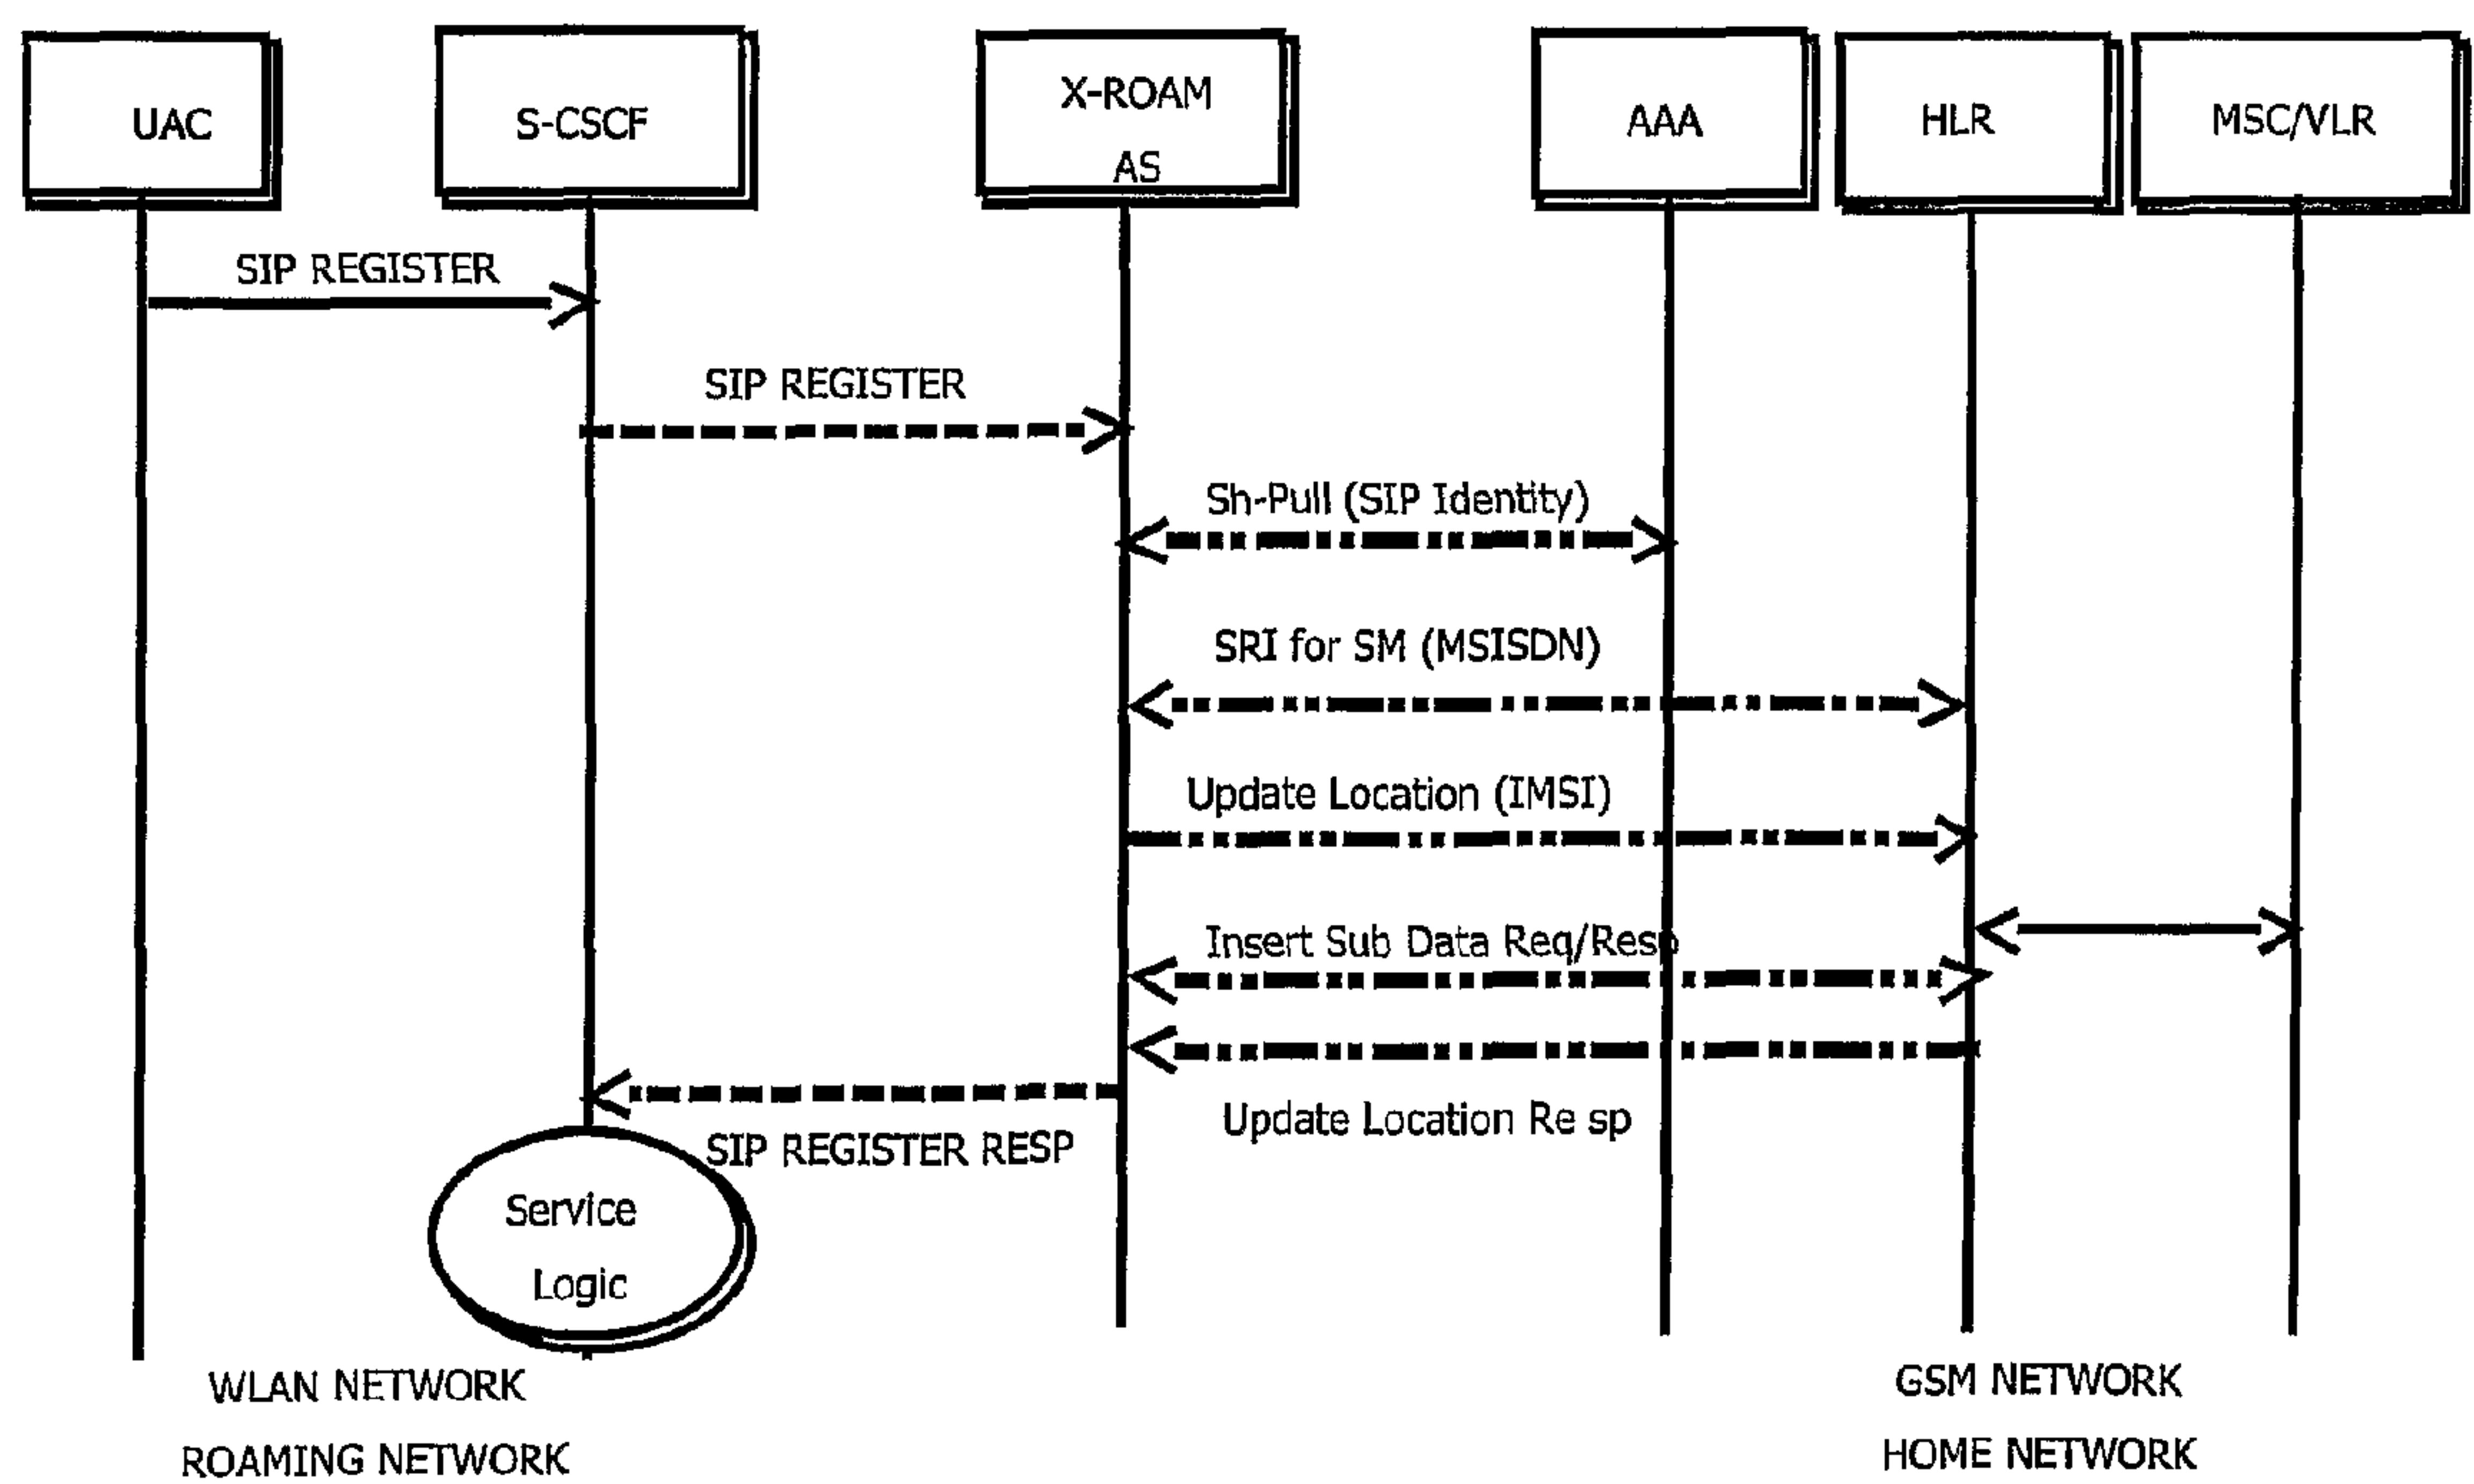 UAC
S-CSCF
X-ROAM
AS
AAA
HLR
MSC/VLR
SIP REGISTER
SIP REGISTER
Sh-Pull (SIP Identity)
SRI for SM (MSISDN)
Update Location (IMSI)
Insert Sub Data Req/Resp
Update Location Re sp
SIP REGISTER RESP
Service
Logic
WLAN NETWORK
ROAMING NETWORK
GSM NETWORK
HOME NETWORK